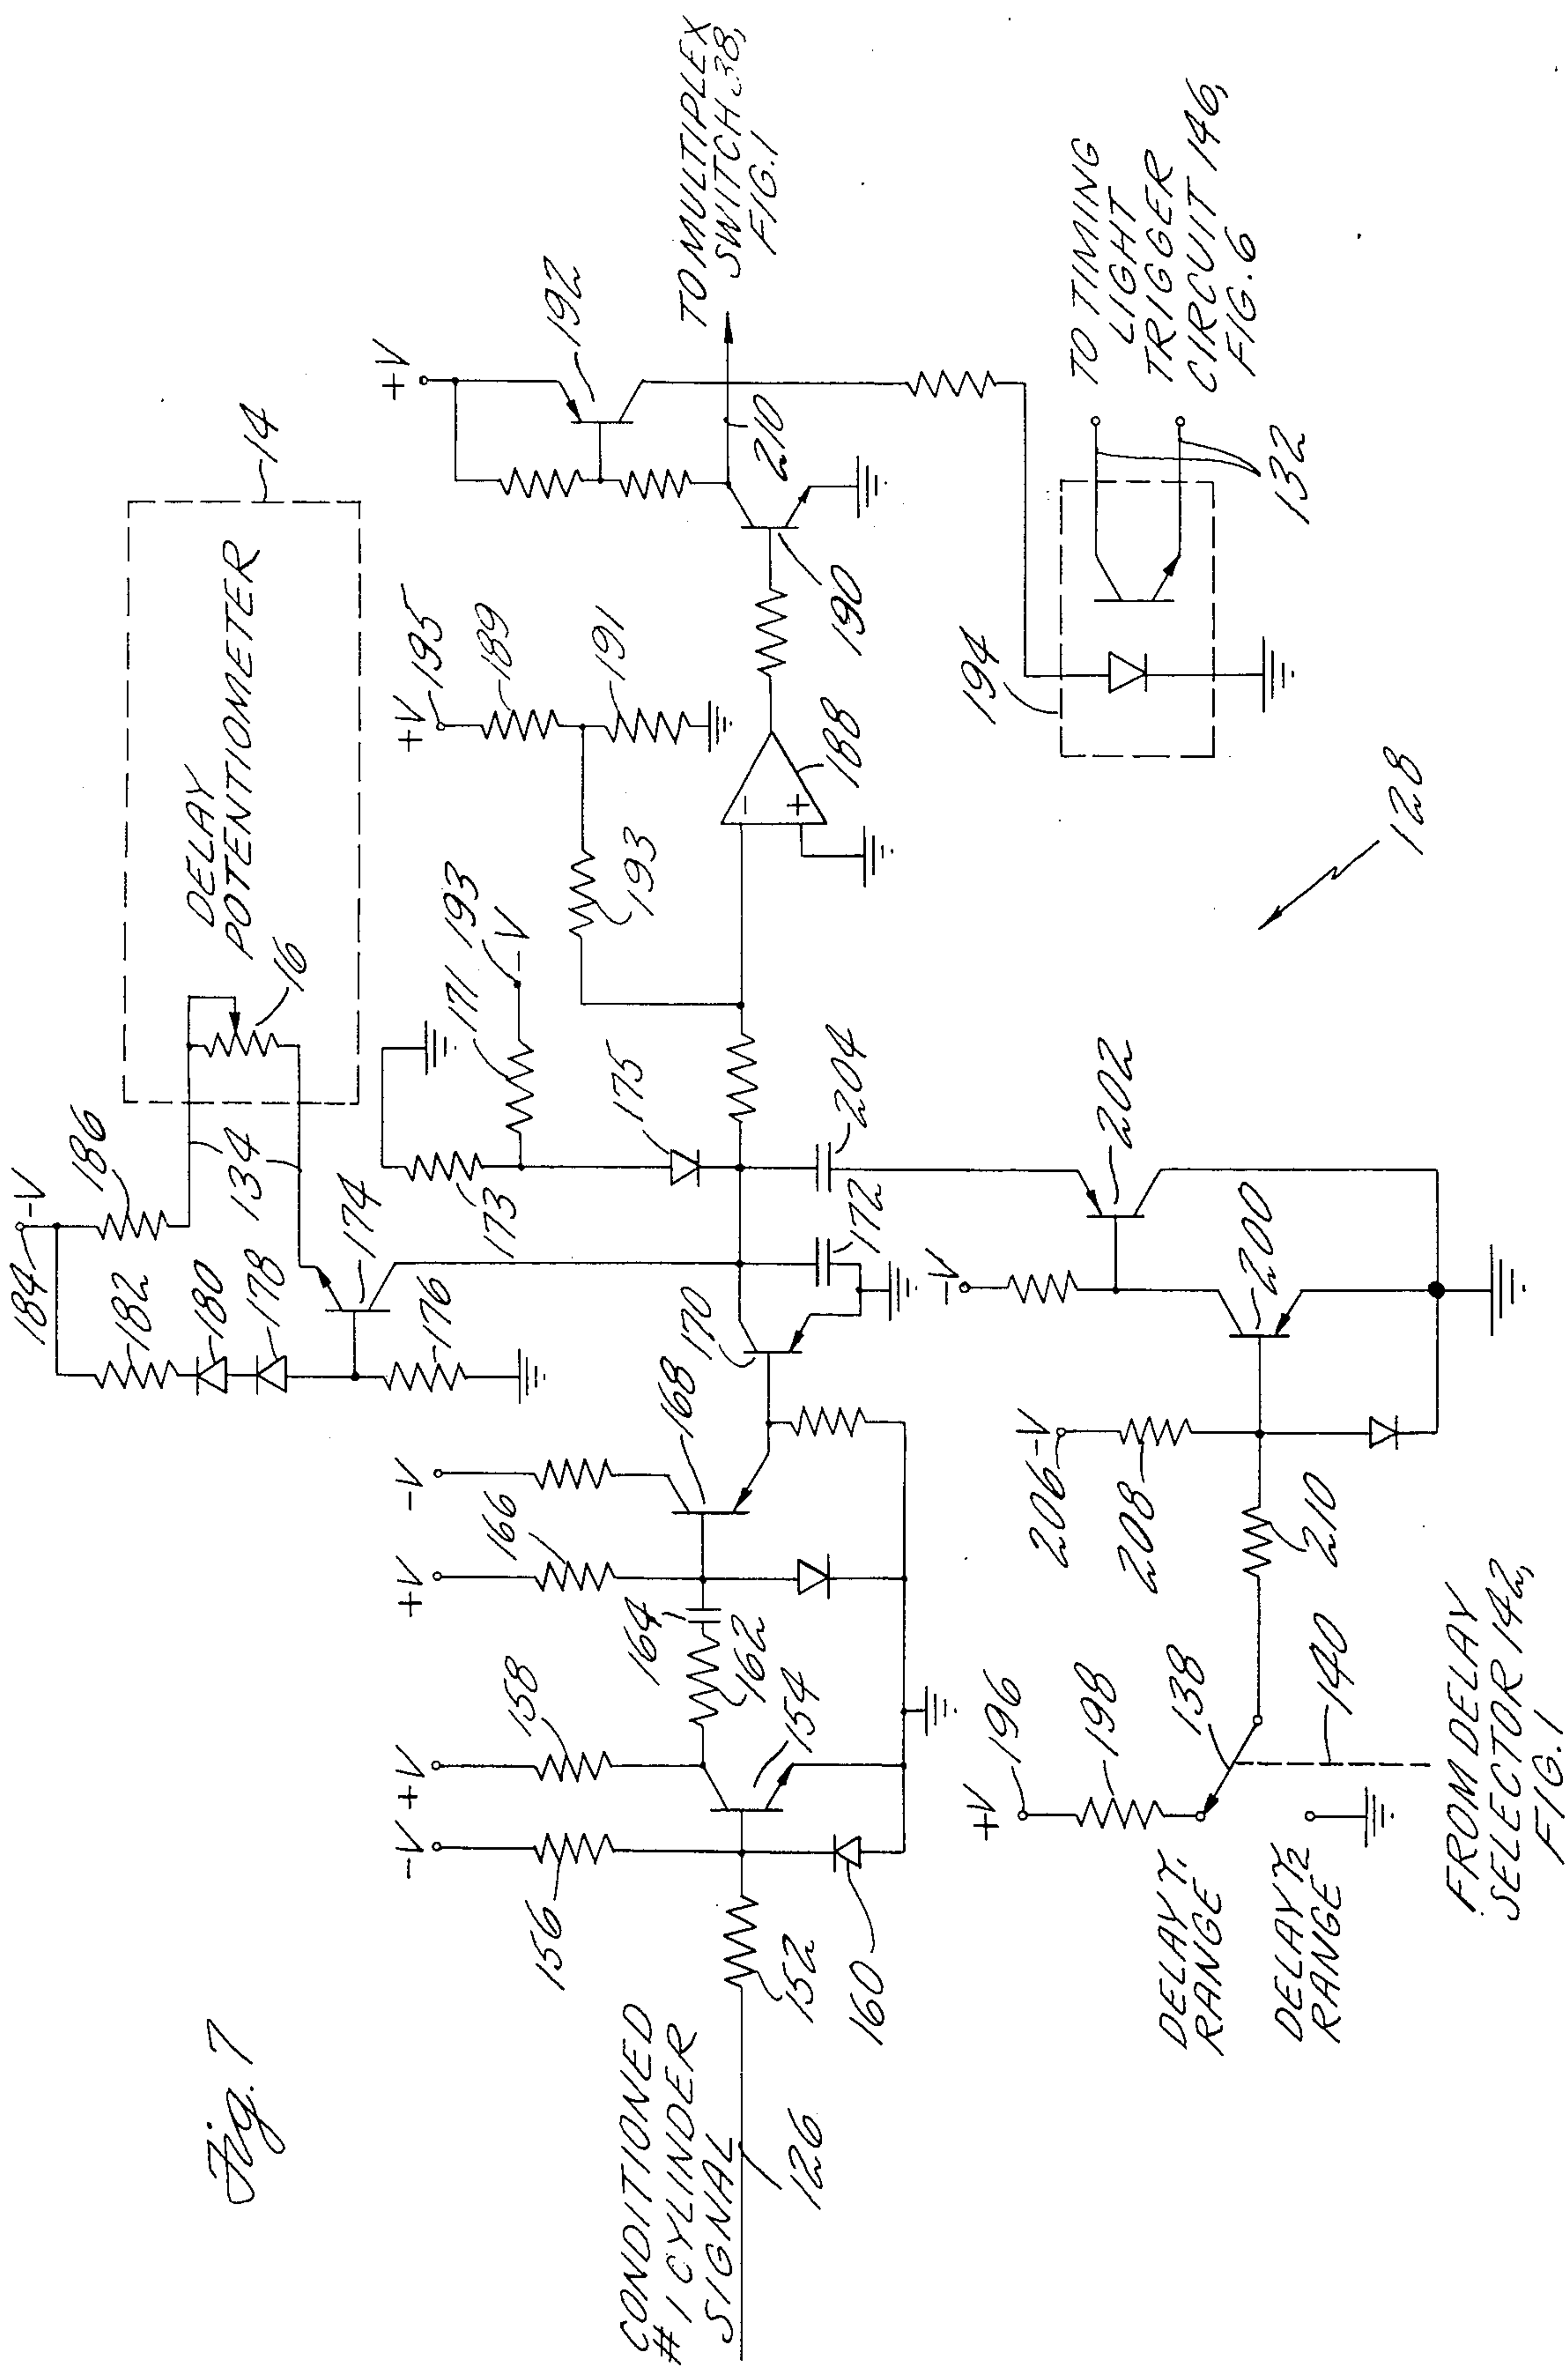 Fig. 7
CONDITIONED
# 1 CYLINDER
SIGNAL
126
152
160
156
-V
+V
158
154
162
164
+V
166
-V
168
170
184
-V
182
180
178
176
174
186
134
DELAY
POTENTIOMETER
16
14
173
171
193
-V
175
172
204
193
+V
195
189
191
188
190
+V
192
210
TO MULTIPLEX
SWITCH 38,
FIG. 1
194
132
TO TIMING
LIGHT
TRIGGER
CIRCUIT 146,
FIG. 6
128
DELAY T1
RANGE
DELAY T2
RANGE
+V
196
198
138
140
FROM DELAY
SELECTOR 142,
FIG. 1
206
-V
208
210
-V
200
202
-
+